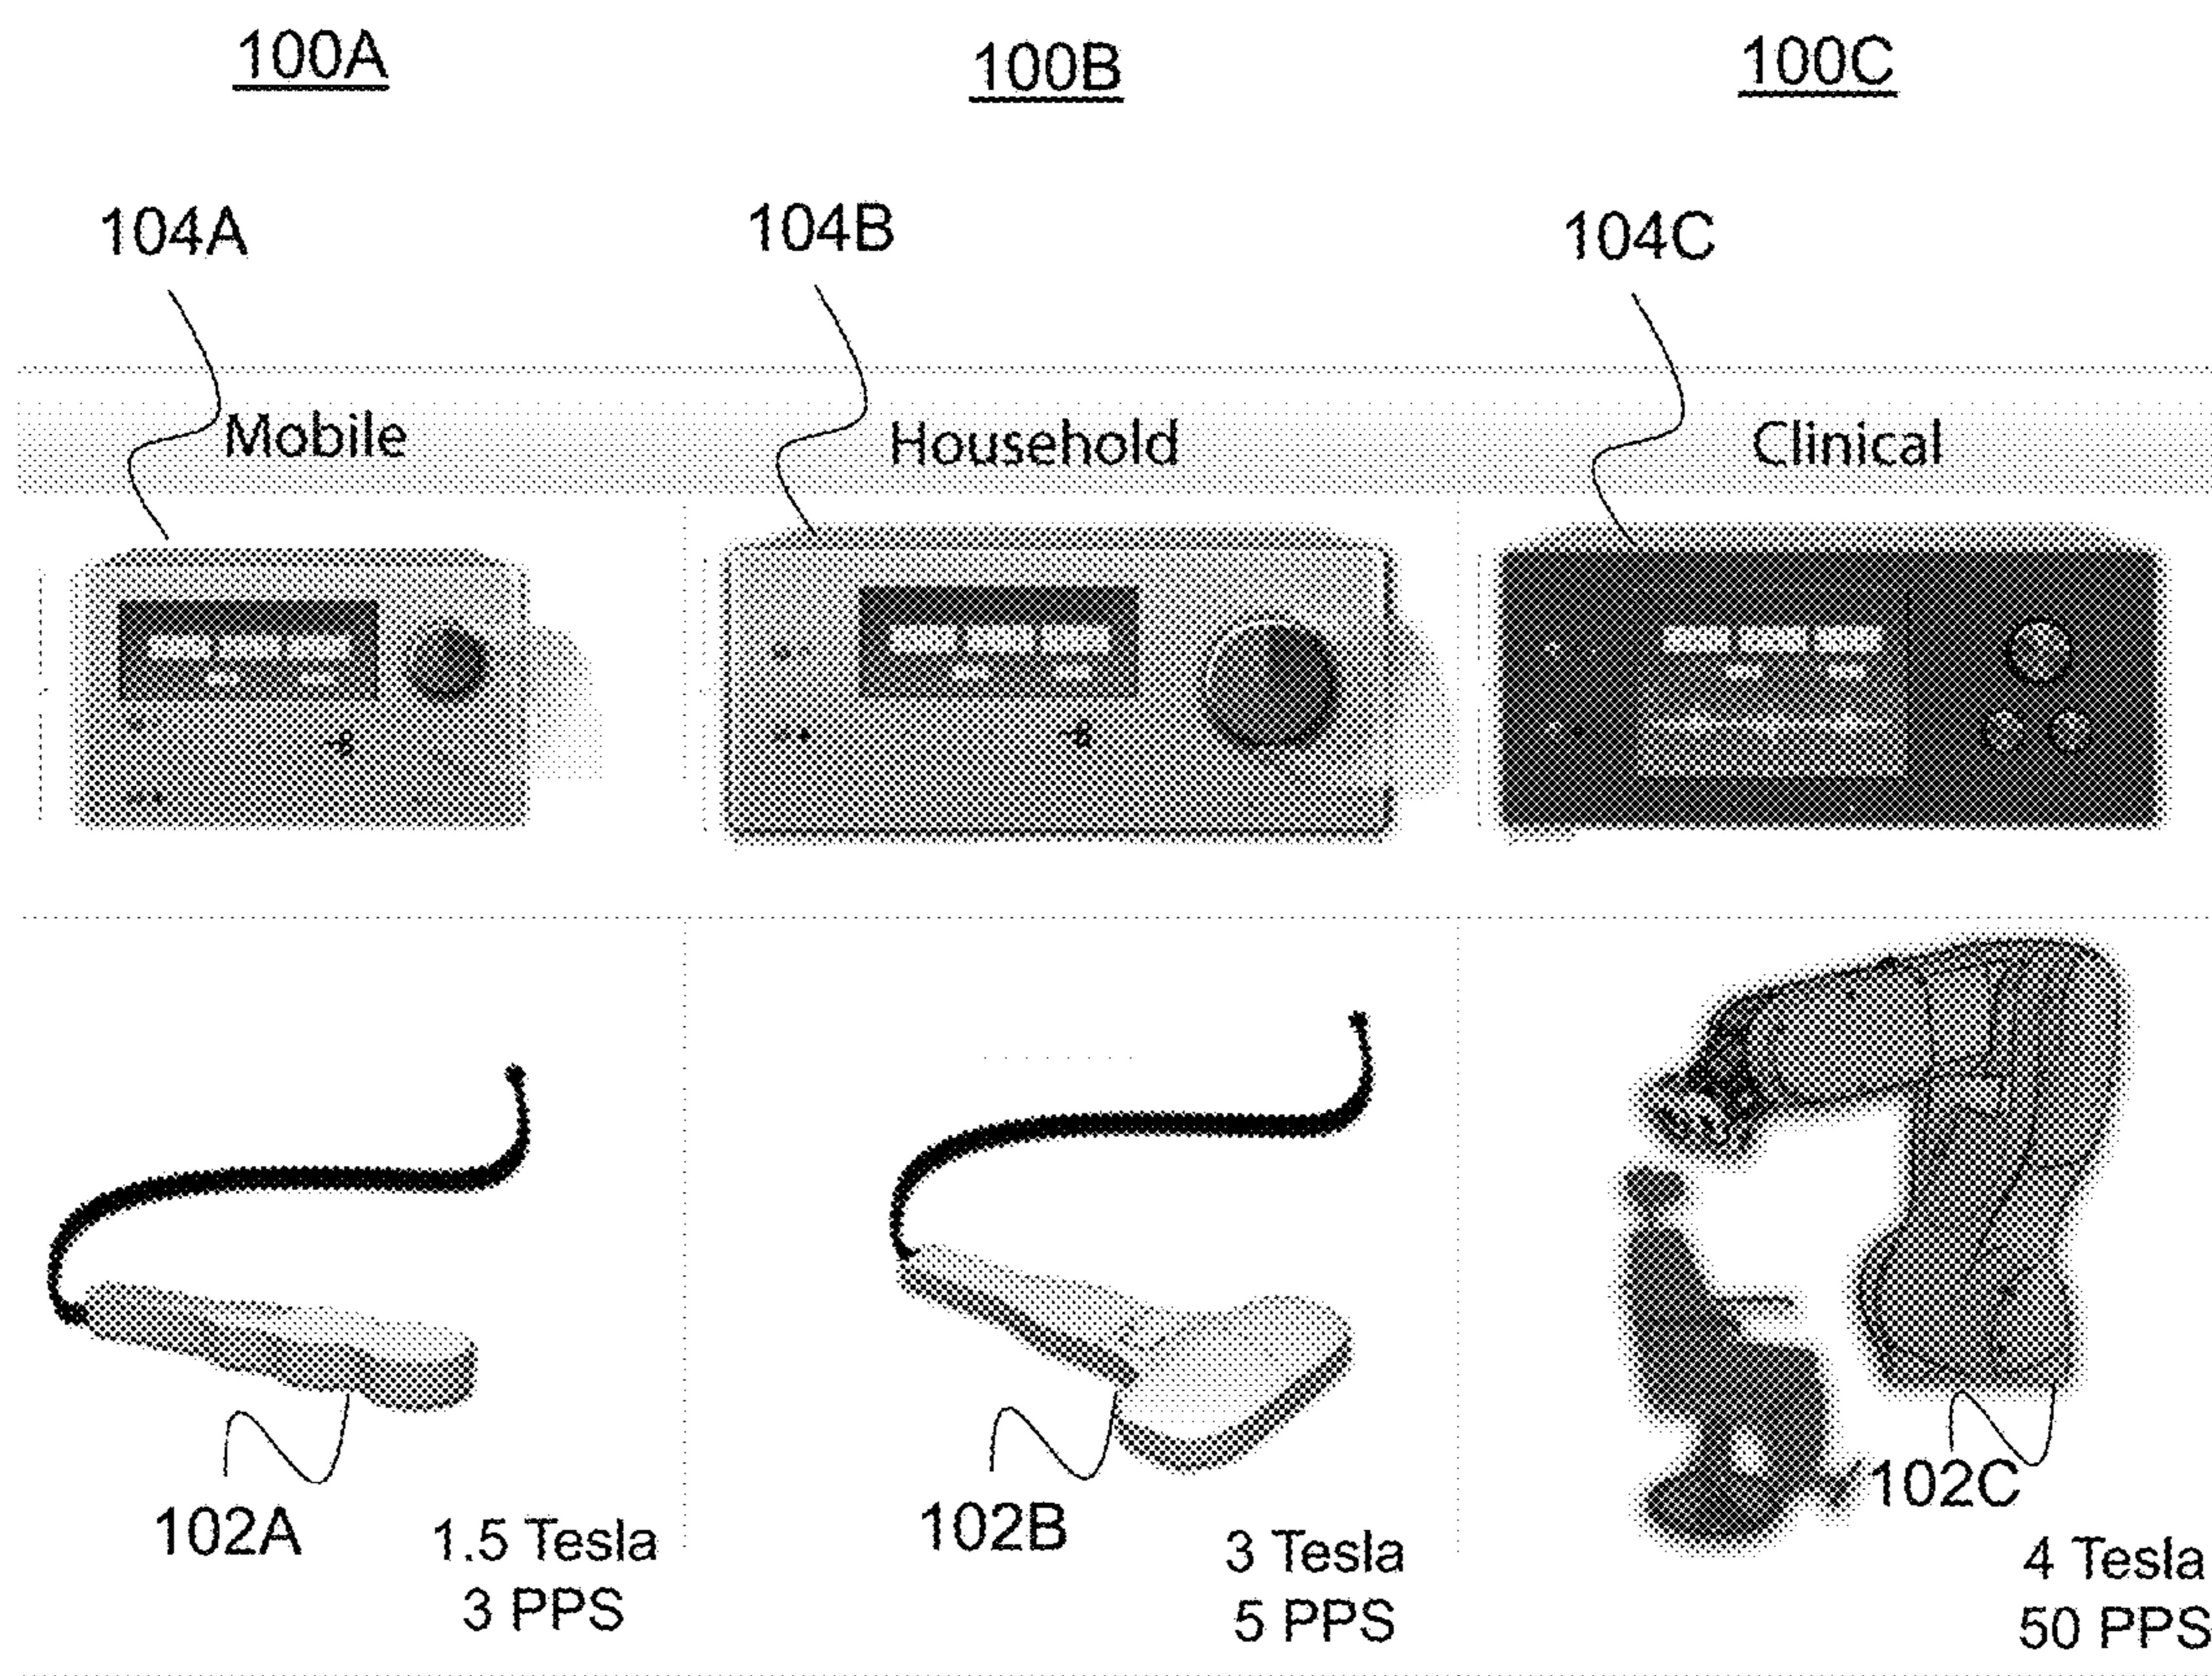 100A
100B
100C
104A
104B
104C
Mobile
Household
Clinical
102A
102B
102C
1.5 Tesla
3 PPS
3 Tesla
5 PPS
4 Tesla
50 PPS